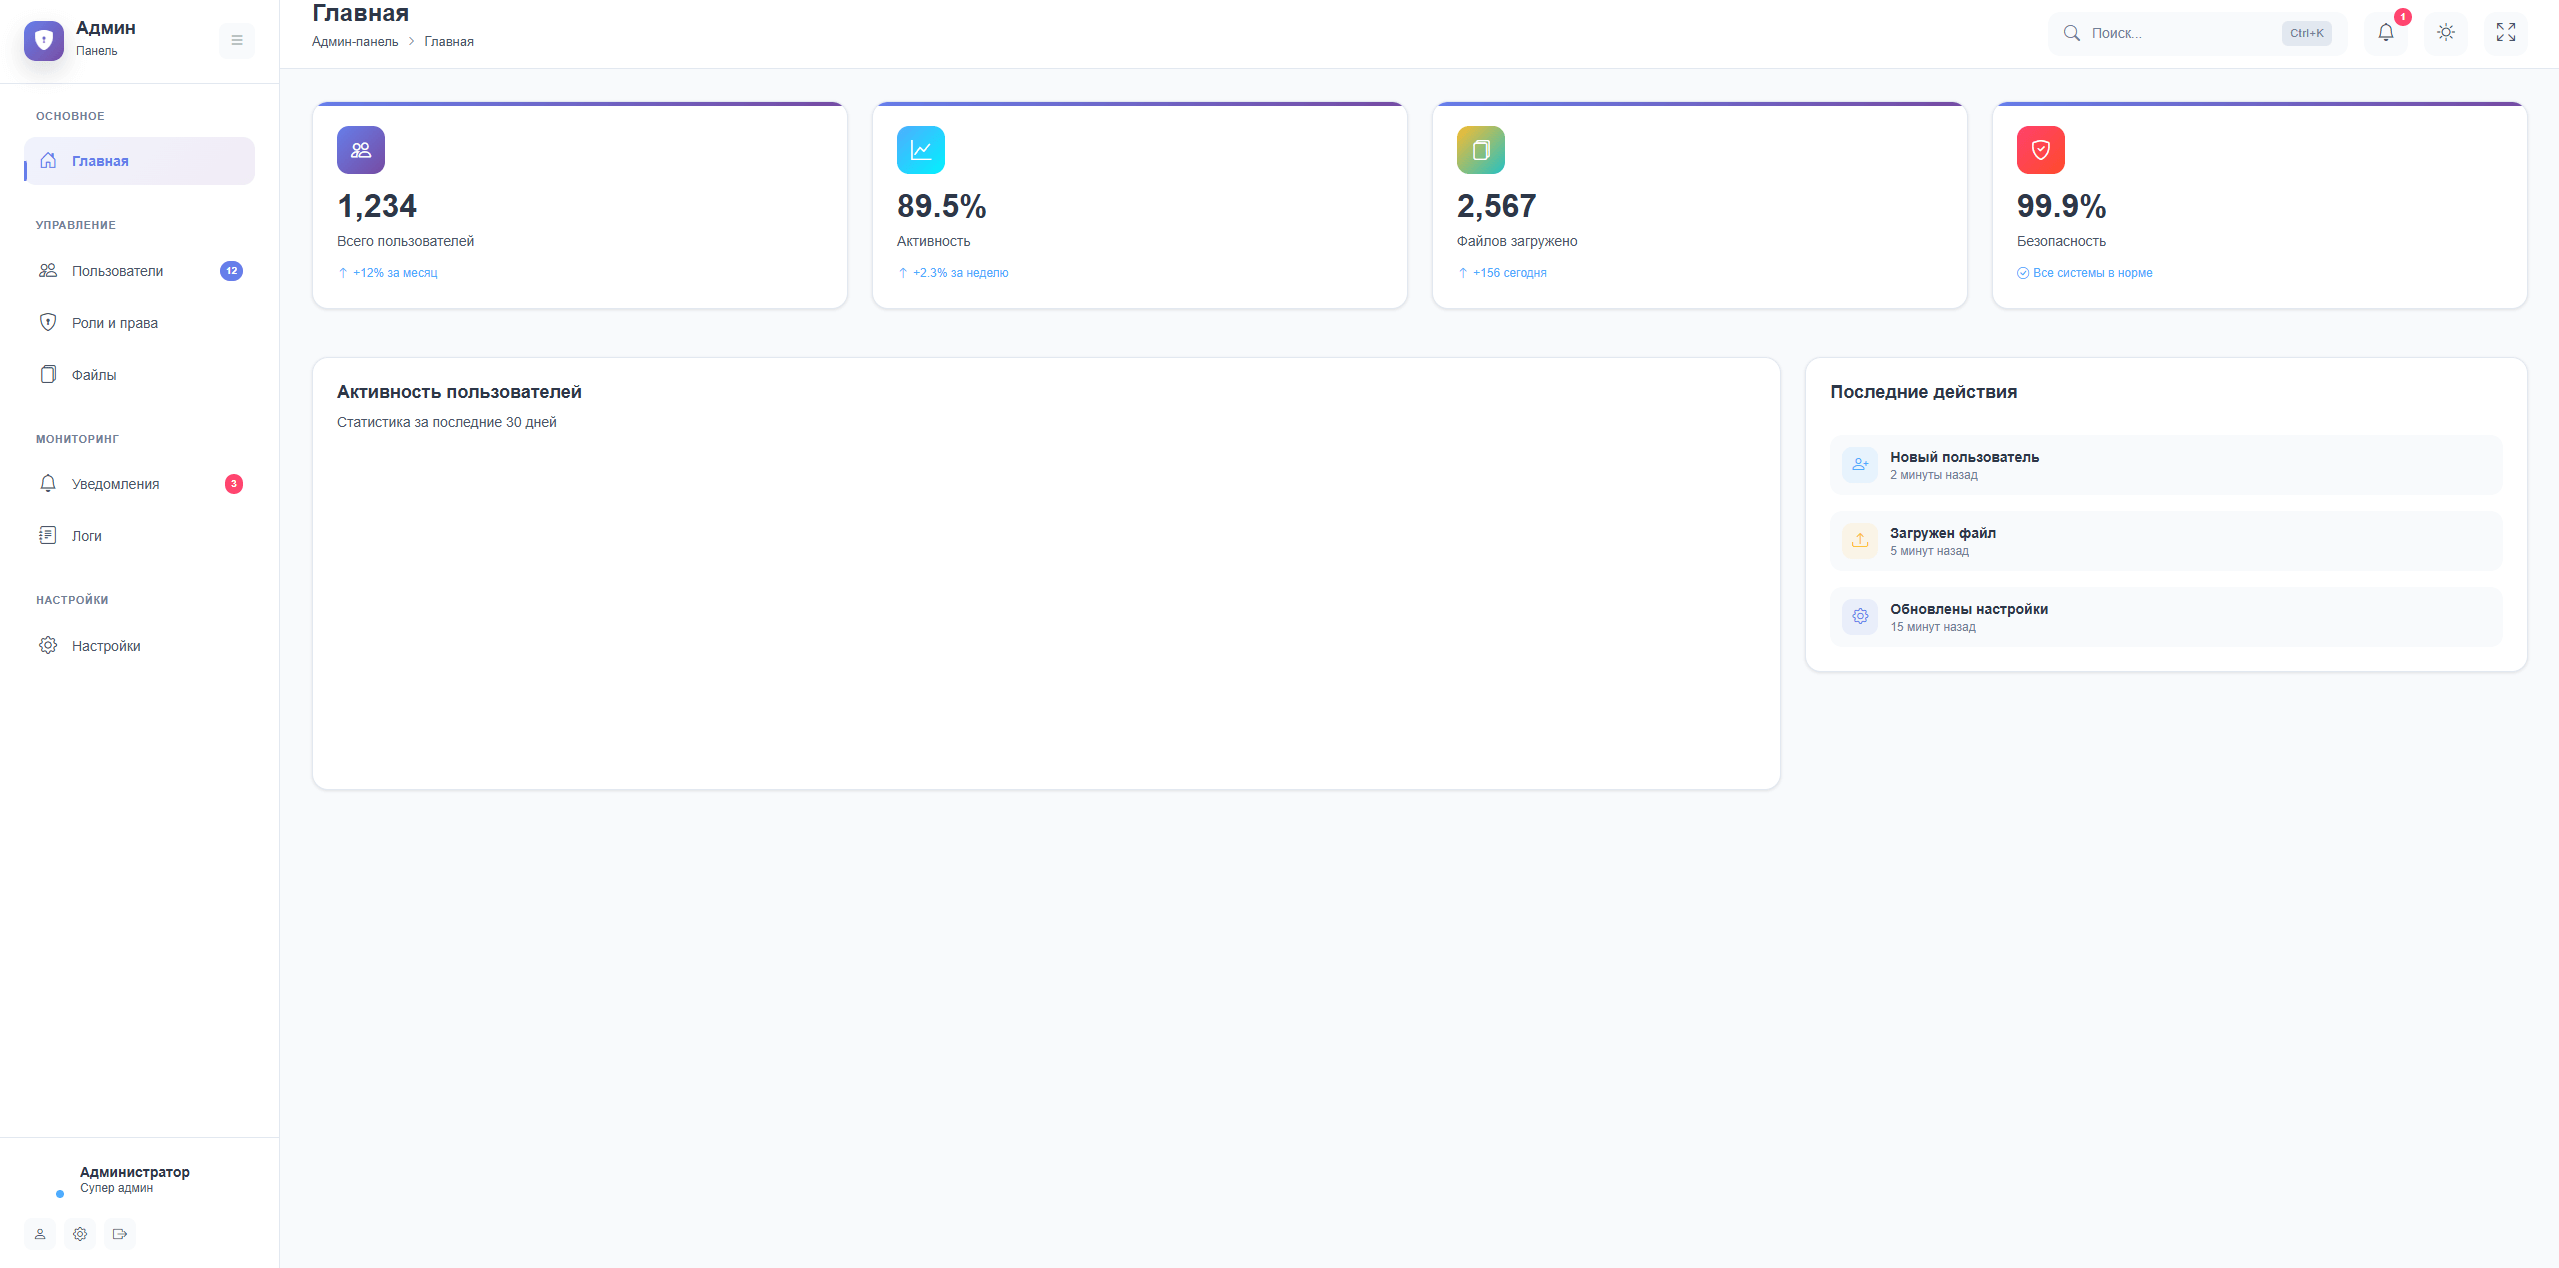 Админ
Панель
ОСНОВНОЕ
Главная
УПРАВЛЕНИЕ
Пользователи 12
Роли и права
Файлы
МОНИТОРИНГ
Уведомления 3
Логи
НАСТРОЙКИ
Настройки
Администратор
Супер админ
Главная
Админ-панель Главная
Поиск... Ctrl+K
1
1,234
Всего пользователей
+12% за месяц
89.5%
Активность
+2.3% за неделю
2,567
Файлов загружено
+156 сегодня
99.9%
Безопасность
Все системы в норме
Активность пользователей
Статистика за последние 30 дней
Последние действия
Новый пользователь
2 минуты назад
Загружен файл
5 минут назад
Обновлены настройки
15 минут назад